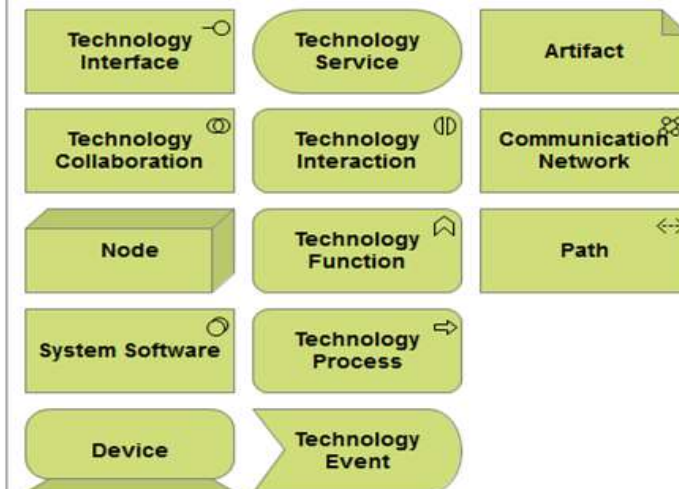 Technology
Interface
Technology
Service
Artifact
Technology
Collaboration
Technology
Interaction
Communication
Network
Node
Technology
Function
Path
System Software
Technology
Process
Device
Technology
Event